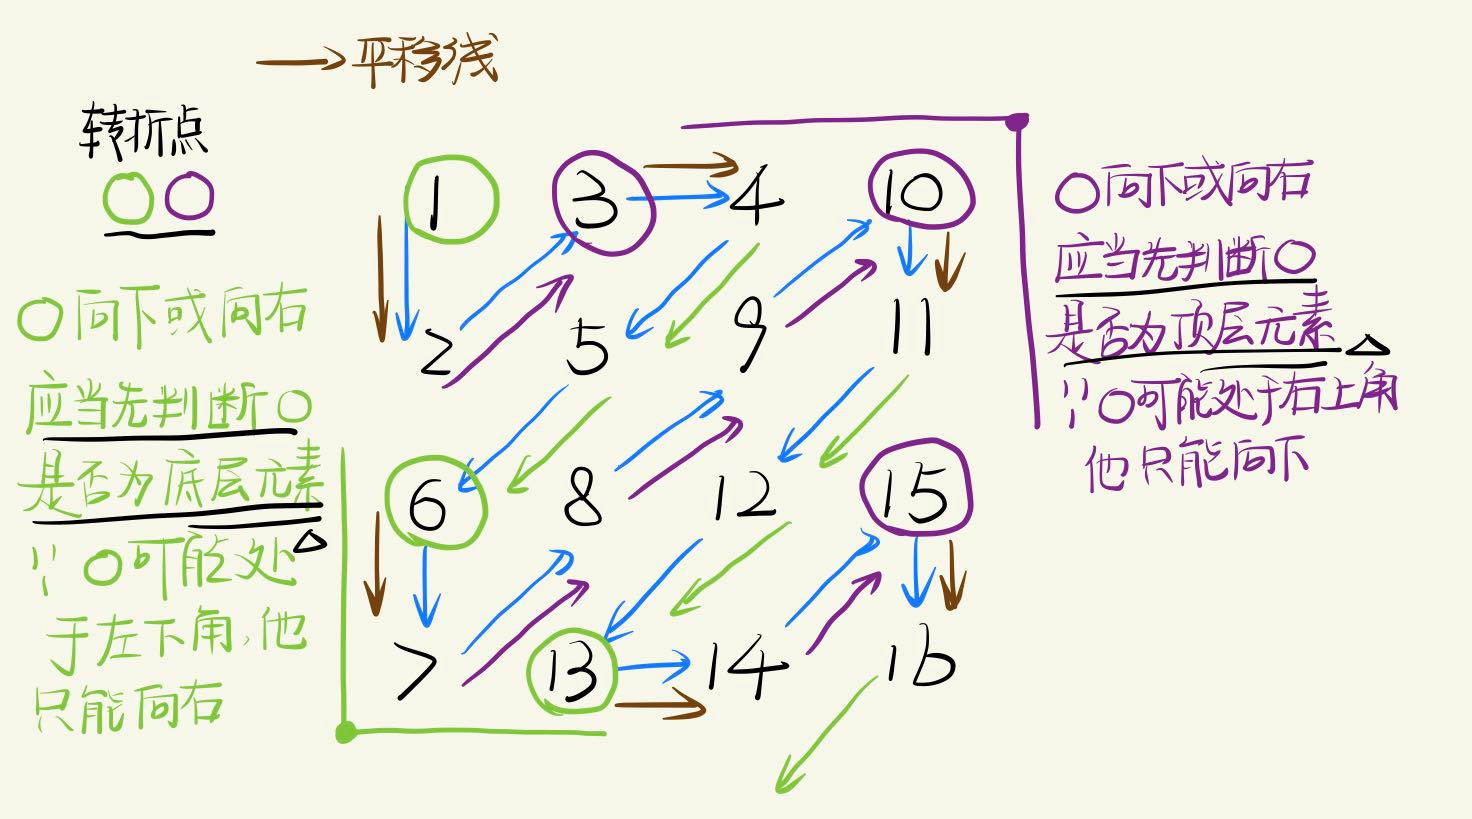 →平移线
转折点
1 3 4 10
2 5 9 11
6 8 12 15
7 13 14 16
○向下或向右
应当先判断○
是否为底层元素
∵○可能处
于左下角,他
只能向右
○向下或向右
应当先判断○
是否为顶层元素
∵○可能处于右上角
他只能向下